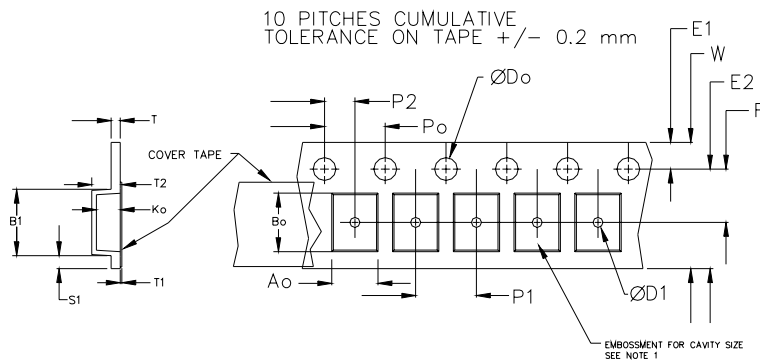 10 PITCHES CUMULATIVE
TOLERANCE ON TAPE +/- 0.2 mm
E1
W
E2
F
ØDo
P2
Po
T
COVER TAPE
T2
Ko
B1
Bo
S1
T1
Ao
P1
ØD1
EMBOSSMENT FOR CAVITY SIZE
SEE NOTE 1